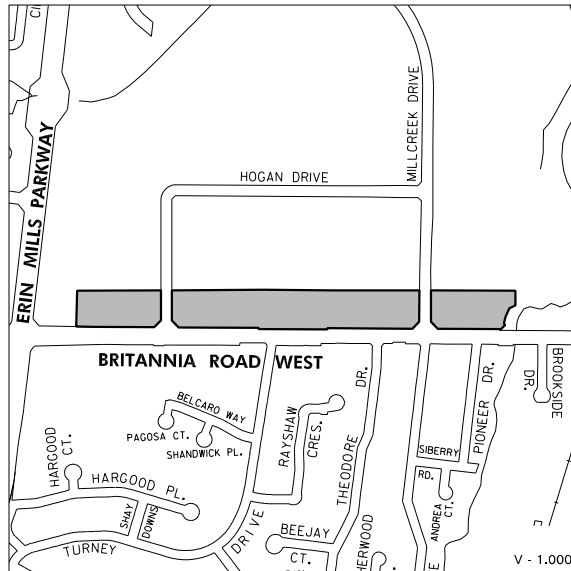 CI
MILLCREEK DRIVE
HOGAN DRIVE
ERIN MILLS PARKWAY
BRITANNIA ROAD WEST
BROOKSIDE
DR.
PIONEER DR.
THEODORE DR.
BELCARO WAY
PAGOSA CT.
SHANDWICK PL.
RAYSHAW
CRES.
HARGOOD
CT.
HARGOOD PL.
SIBERRY
RD.
ANDREA
CT.
SHAY
DOWNS
TURNEY
DRIVE
BEEJAY
CT.
HERWOOD
E
E
V - 1.000